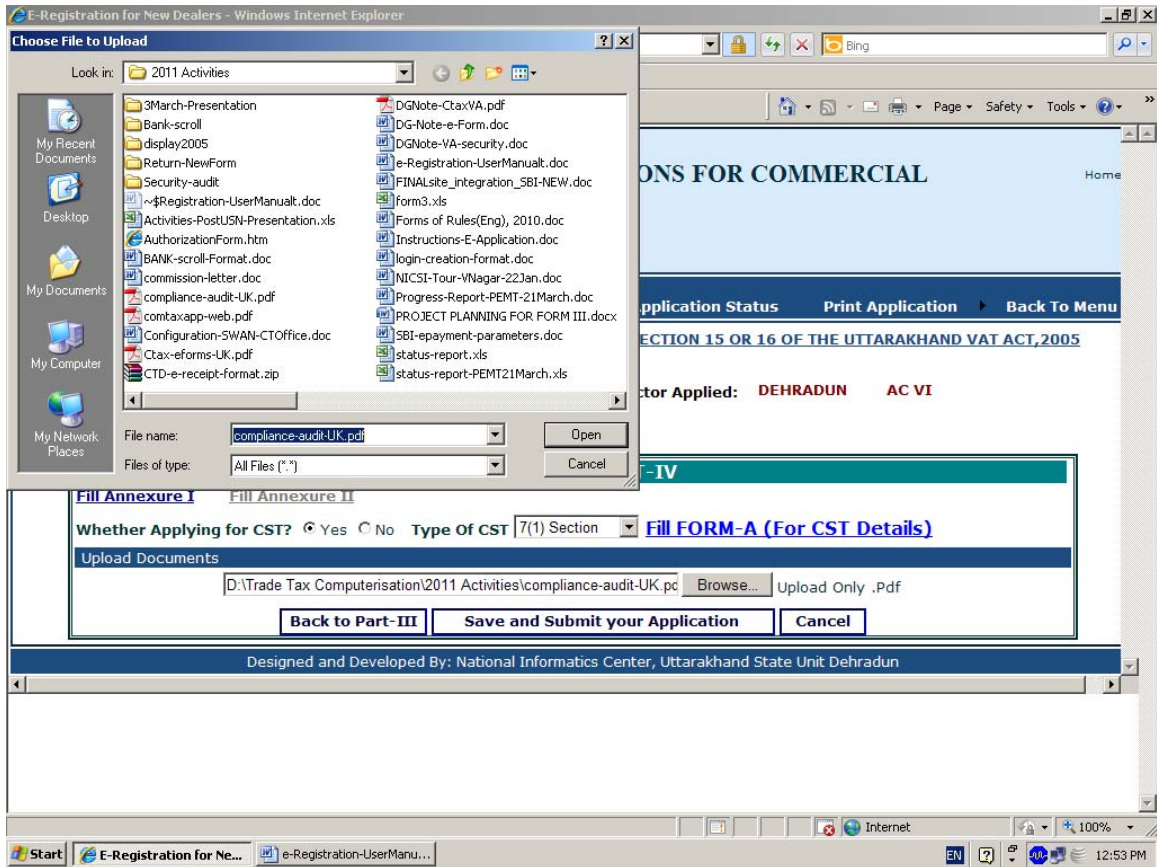 E-Registration for New Dealers - Windows Internet Explorer
Choose File to Upload
Bing
Look in: 2011 Activities
Page Safety Tools
My Recent Documents
Desktop
My Documents
My Computer
My Network Places
3March-Presentation
Bank-scroll
display2005
Return-NewForm
Security-audit
~$Registration-UserManualt.doc
Activities-PostUSN-Presentation.xls
AuthorizationForm.htm
BANK-scroll-Format.doc
commission-letter.doc
compliance-audit-UK.pdf
comtaxapp-web.pdf
Configuration-SWAN-CTOffice.doc
Ctax-eforms-UK.pdf
CTD-e-receipt-format.zip
DGNote-CtaxVA.pdf
DG-Note-e-Form.doc
DGNote-VA-security.doc
e-Registration-UserManualt.doc
FINALsite_integration_SBI-NEW.doc
form3.xls
Forms of Rules(Eng), 2010.doc
Instructions-E-Application.doc
login-creation-format.doc
NICSI-Tour-VNagar-22Jan.doc
Progress-Report-PEMT-21March.doc
PROJECT PLANNING FOR FORM III.docx
SBI-epayment-parameters.doc
status-report.xls
status-report-PEMT21March.xls
File name: compliance-audit-UK.pdf Open
Files of type: All Files (*.*) Cancel
ONS FOR COMMERCIAL Home
pplication Status Print Application Back To Menu
ECTION 15 OR 16 OF THE UTTARAKHAND VAT ACT,2005
ctor Applied: DEHRADUN AC VI
T-IV
Fill Annexure I Fill Annexure II
Whether Applying for CST? Yes No Type Of CST 7(1) Section Fill FORM-A (For CST Details)
Upload Documents
D:\Trade Tax Computerisation\2011 Activities\compliance-audit-UK.pd Browse... Upload Only .Pdf
Back to Part-III Save and Submit your Application Cancel
Designed and Developed By: National Informatics Center, Uttarakhand State Unit Dehradun
Internet 100%
Start E-Registration for Ne... e-Registration-UserManu... EN 12:53 PM